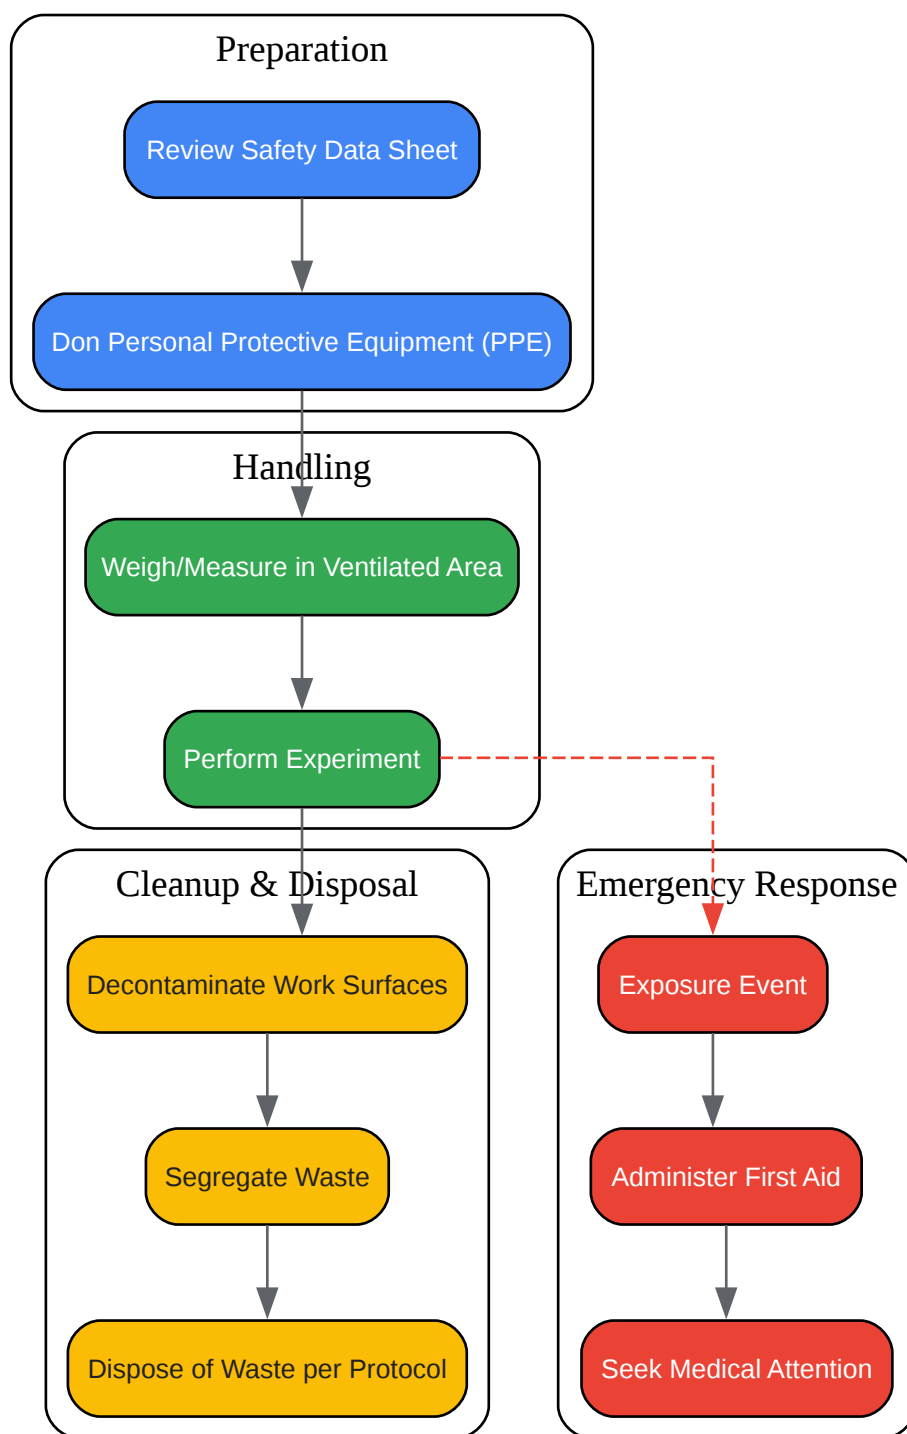 Preparation
Review Safety Data Sheet
Don Personal Protective Equipment (PPE)
Handling
Weigh/Measure in Ventilated Area
Perform Experiment
Cleanup & Disposal
Decontaminate Work Surfaces
Segregate Waste
Dispose of Waste per Protocol
Emergency Response
Exposure Event
Administer First Aid
Seek Medical Attention